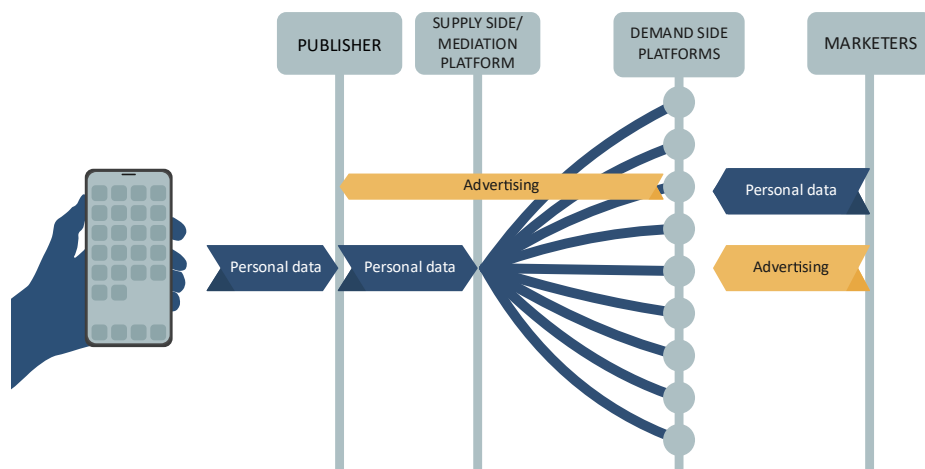 PUBLISHER
SUPPLY SIDE/
MEDIATION
PLATFORM
DEMAND SIDE
PLATFORMS
MARKETERS
Advertising
Personal data
Personal data
Personal data
Advertising